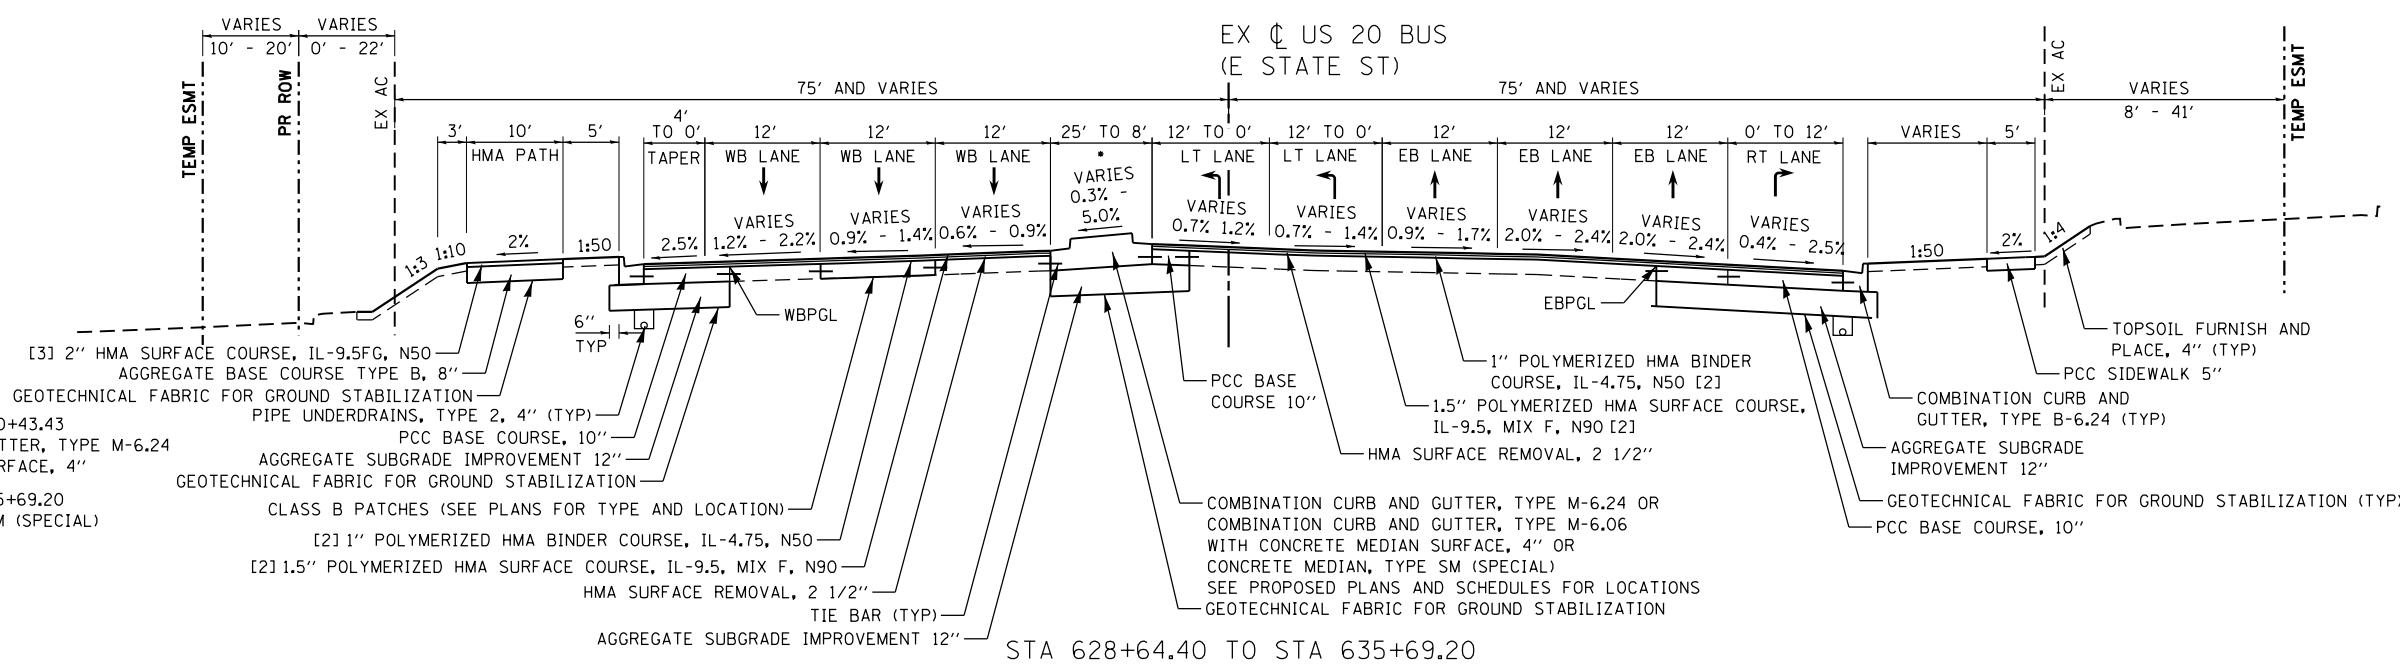 VARIES
VARIES
10' - 20'
0' - 22'
TEMP ESMT
PR ROW
EX AC
EX ℄ US 20 BUS
(E STATE ST)
75' AND VARIES
75' AND VARIES
EX AC
VARIES
8' - 41'
TEMP ESMT
3'
10'
HMA PATH
5'
4'
TO 0'
TAPER
12'
WB LANE
12'
WB LANE
12'
WB LANE
25' TO 8'
*
VARIES
0.3% -
5.0%
12' TO 0'
LT LANE
12' TO 0'
LT LANE
12'
EB LANE
12'
EB LANE
12'
EB LANE
0' TO 12'
RT LANE
VARIES
5'
1:3
1:10
2%
1:50
2.5%
VARIES
1.2% - 2.2%
VARIES
0.9% - 1.4%
VARIES
0.6% - 0.9%
VARIES
0.7% 1.2%
VARIES
0.7% - 1.4%
VARIES
0.9% - 1.7%
VARIES
2.0% - 2.4%
VARIES
2.0% - 2.4%
VARIES
0.4% - 2.5%
1:50
2%
1:4
6"
TYP
WBPGL
EBPGL
[3] 2" HMA SURFACE COURSE, IL-9.5FG, N50
AGGREGATE BASE COURSE TYPE B, 8"
GEOTECHNICAL FABRIC FOR GROUND STABILIZATION
PIPE UNDERDRAINS, TYPE 2, 4" (TYP)
PCC BASE COURSE, 10"
AGGREGATE SUBGRADE IMPROVEMENT 12"
GEOTECHNICAL FABRIC FOR GROUND STABILIZATION
CLASS B PATCHES (SEE PLANS FOR TYPE AND LOCATION)
[2] 1" POLYMERIZED HMA BINDER COURSE, IL-4.75, N50
[2] 1.5" POLYMERIZED HMA SURFACE COURSE, IL-9.5, MIX F, N90
HMA SURFACE REMOVAL, 2 1/2"
TIE BAR (TYP)
AGGREGATE SUBGRADE IMPROVEMENT 12"
0+43.43
TTER, TYPE M-6.24
RFACE, 4"
5+69.20
M (SPECIAL)
PCC BASE
COURSE 10"
1" POLYMERIZED HMA BINDER
COURSE, IL-4.75, N50 [2]
1.5" POLYMERIZED HMA SURFACE COURSE,
IL-9.5, MIX F, N90 [2]
HMA SURFACE REMOVAL, 2 1/2"
COMBINATION CURB AND GUTTER, TYPE M-6.24 OR
COMBINATION CURB AND GUTTER, TYPE M-6.06
WITH CONCRETE MEDIAN SURFACE, 4" OR
CONCRETE MEDIAN, TYPE SM (SPECIAL)
SEE PROPOSED PLANS AND SCHEDULES FOR LOCATIONS
GEOTECHNICAL FABRIC FOR GROUND STABILIZATION
TOPSOIL FURNISH AND
PLACE, 4" (TYP)
PCC SIDEWALK 5"
COMBINATION CURB AND
GUTTER, TYPE B-6.24 (TYP)
AGGREGATE SUBGRADE
IMPROVEMENT 12"
GEOTECHNICAL FABRIC FOR GROUND STABILIZATION (TYP)
PCC BASE COURSE, 10"
STA 628+64.40 TO STA 635+69.20